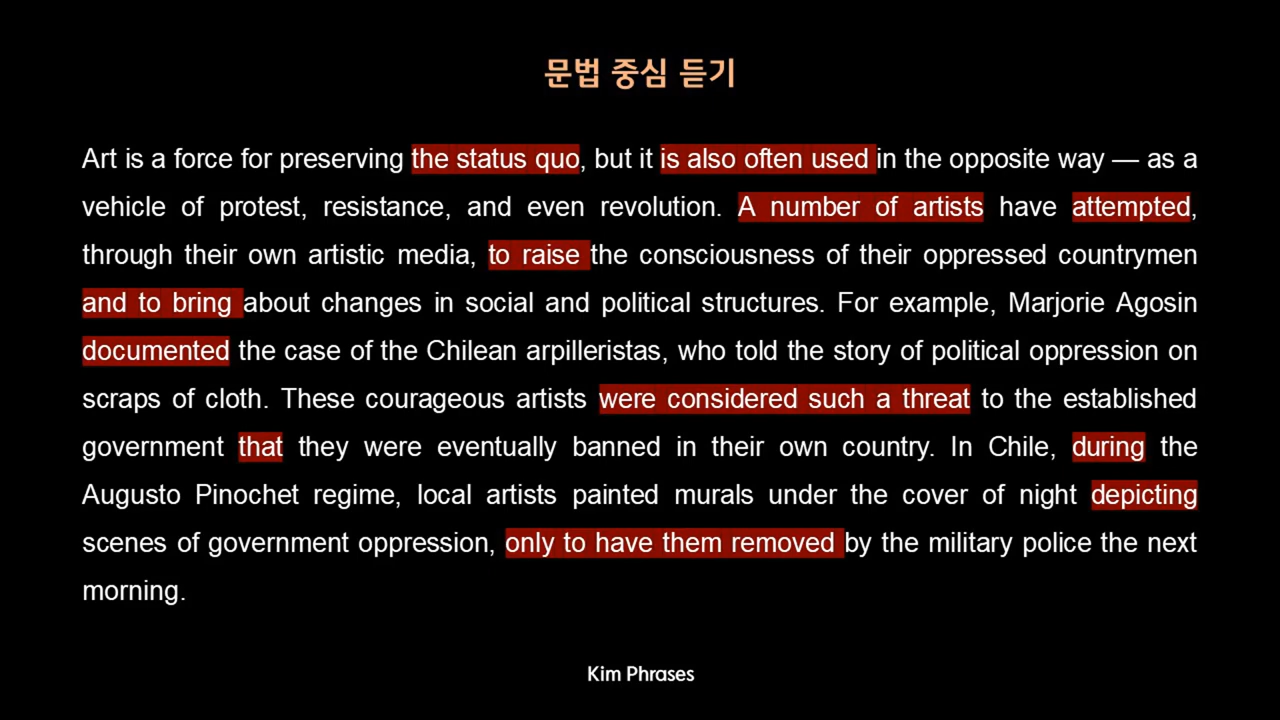 문법 중심 듣기
Art is a force for preserving the status quo, but it is also often used in the opposite way — as a
vehicle of protest, resistance, and even revolution. A number of artists have attempted,
through their own artistic media, to raise the consciousness of their oppressed countrymen
and to bring about changes in social and political structures. For example, Marjorie Agosin
documented the case of the Chilean arpilleristas, who told the story of political oppression on
scraps of cloth. These courageous artists were considered such a threat to the established
government that they were eventually banned in their own country. In Chile, during the
Augusto Pinochet regime, local artists painted murals under the cover of night depicting
scenes of government oppression, only to have them removed by the military police the next
morning.
Kim Phrases